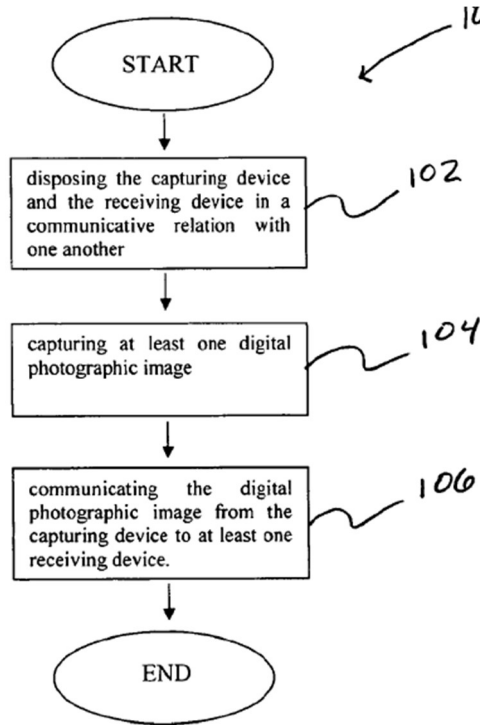 START
disposing the capturing device
and the receiving device in a
communicative relation with
one another
102
capturing at least one digital
photographic image
104
communicating the digital
photographic image from the
capturing device to at least one
receiving device.
106
END